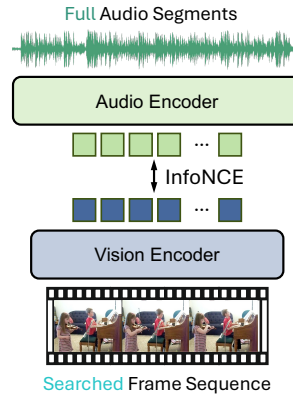 Full Audio Segments
Audio Encoder
...
InfoNCE
...
Vision Encoder
Searched Frame Sequence